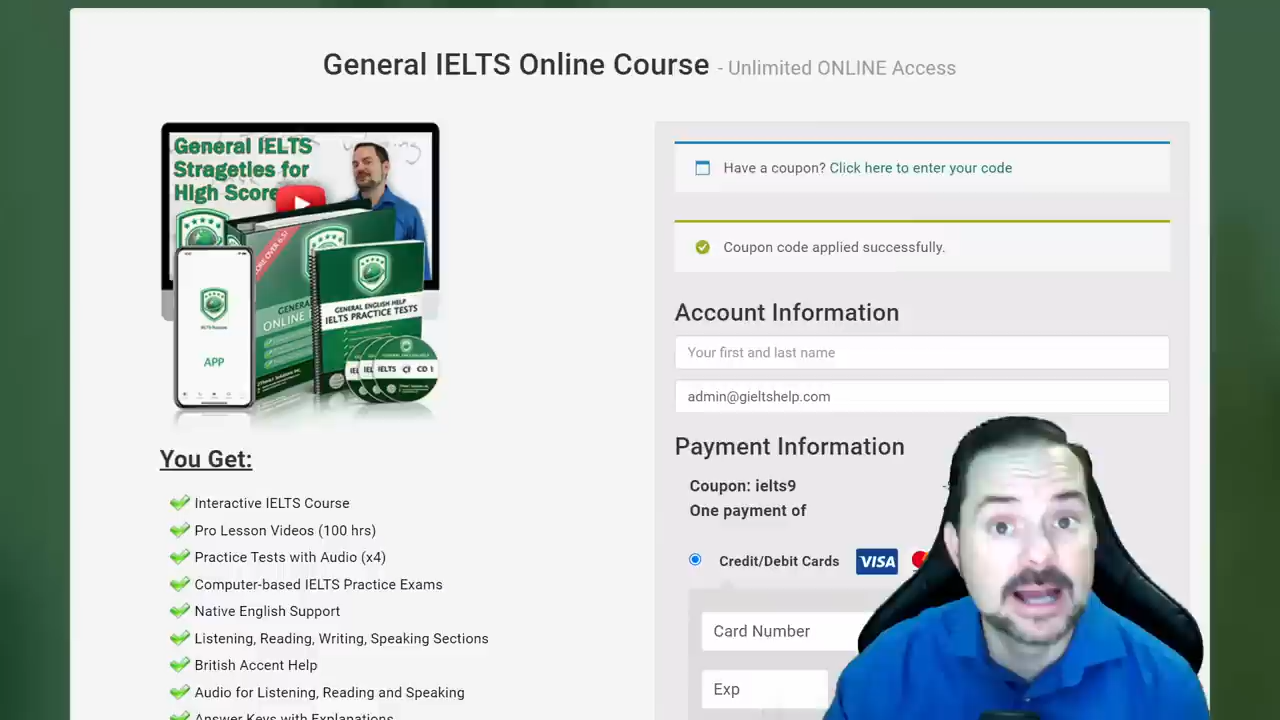 General IELTS Online Course - Unlimited ONLINE Access
General IELTS
Strageties for
High Score
GENERAL ENGLISH HELP
IELTS PRACTICE TESTS
ONLINE
APP
IELTS
CD 1
Have a coupon? Click here to enter your code
Coupon code applied successfully.
Account Information
Your first and last name
admin@gieltshelp.com
Payment Information
Coupon: ielts9
One payment of
Credit/Debit Cards VISA
Card Number
Exp
You Get:
Interactive IELTS Course
Pro Lesson Videos (100 hrs)
Practice Tests with Audio (x4)
Computer-based IELTS Practice Exams
Native English Support
Listening, Reading, Writing, Speaking Sections
British Accent Help
Audio for Listening, Reading and Speaking
Answer Keys with Explanations